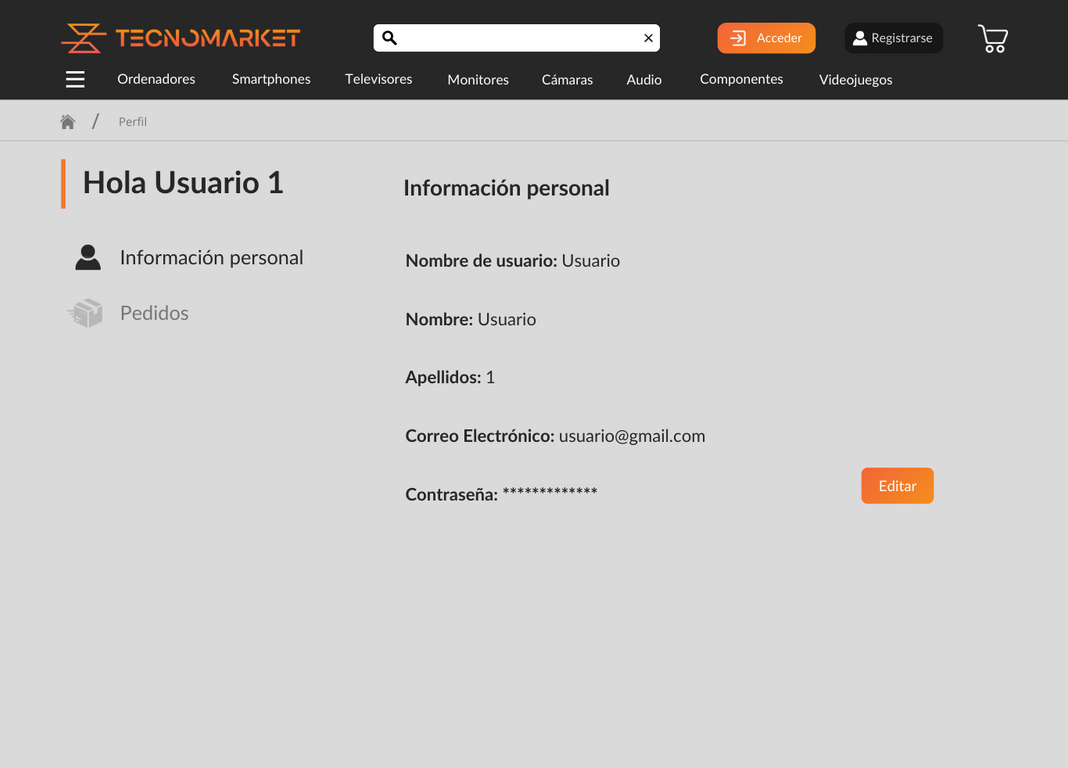 TECNOMARKET
Acceder
Registrarse
Ordenadores Smartphones Televisores Monitores Cámaras Audio Componentes Videojuegos
/ Perfil
Hola Usuario 1
Información personal
Pedidos
Información personal
Nombre de usuario: Usuario
Nombre: Usuario
Apellidos: 1
Correo Electrónico: usuario@gmail.com
Contraseña: *************
Editar